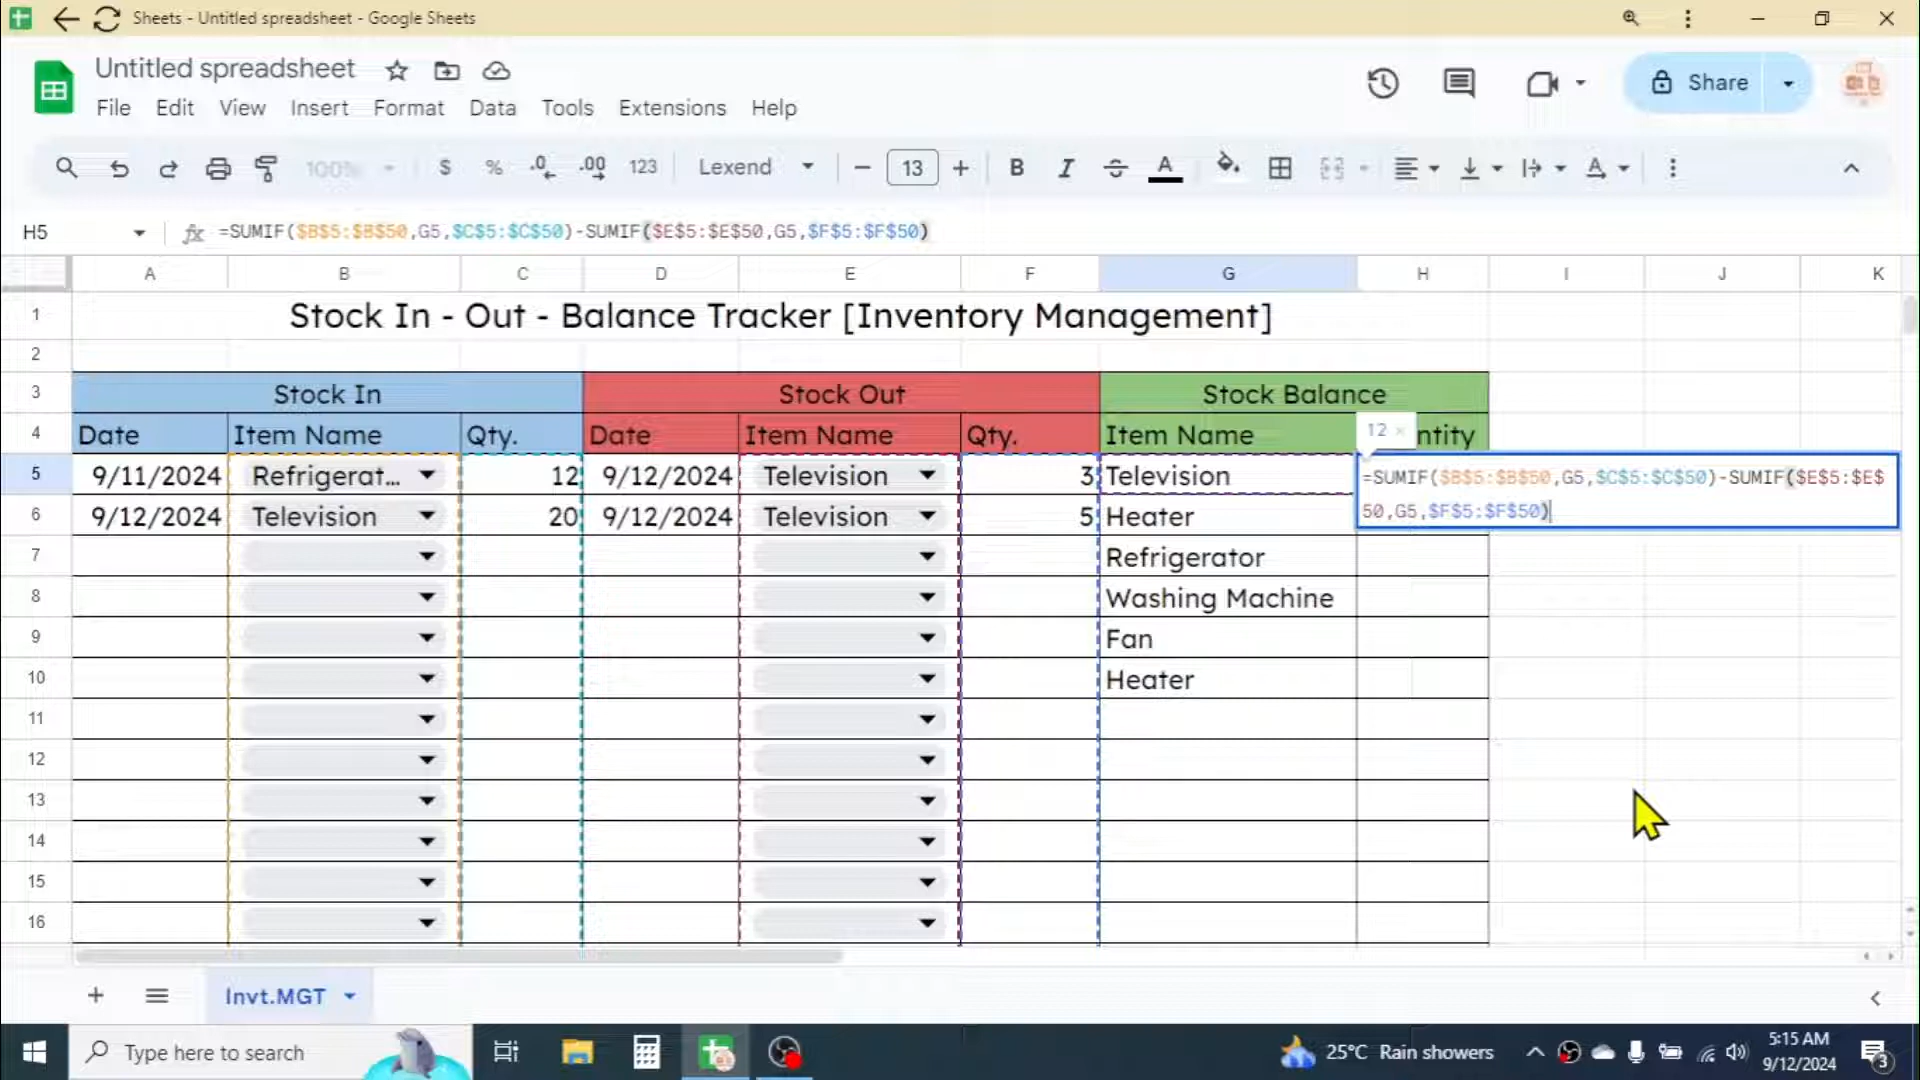 Sheets - Untitled spreadsheet - Google Sheets
Untitled spreadsheet
File Edit View Insert Format Data Tools Extensions Help
Share
100% $ % .0 .00 123 Lexend 13 B I A
H5 fx =SUMIF($B$5:$B$50,G5,$C$5:$C$50)-SUMIF($E$5:$E$50,G5,$F$5:$F$50)
A B C D E F G H I J K
1 Stock In - Out - Balance Tracker [Inventory Management]
2
3 Stock In Stock Out Stock Balance
12 ×
4 Date Item Name Qty. Date Item Name Qty. Item Name ntity
5 9/11/2024 Refrigerat... 12 9/12/2024 Television 3 Television =SUMIF($B$5:$B$50,G5,$C$5:$C$50)-SUMIF($E$5:$E$
50,G5,$F$5:$F$50)
6 9/12/2024 Television 20 9/12/2024 Television 5 Heater
7 Refrigerator
8 Washing Machine
9 Fan
10 Heater
11
12
13
14
15
16
Invt.MGT
Type here to search
25°C Rain showers
5:15 AM
9/12/2024
3